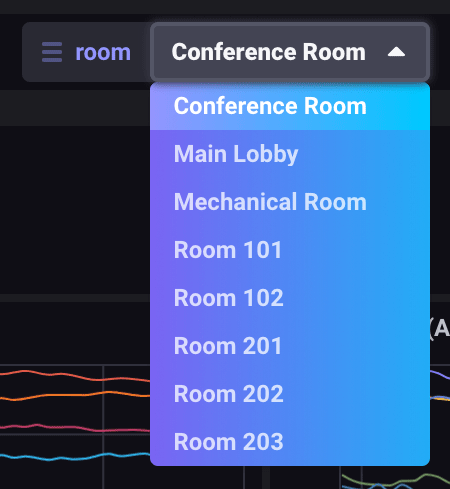 room
Conference Room
Conference Room
Main Lobby
Mechanical Room
Room 101
Room 102
Room 201
(A
Room 202
Room 203